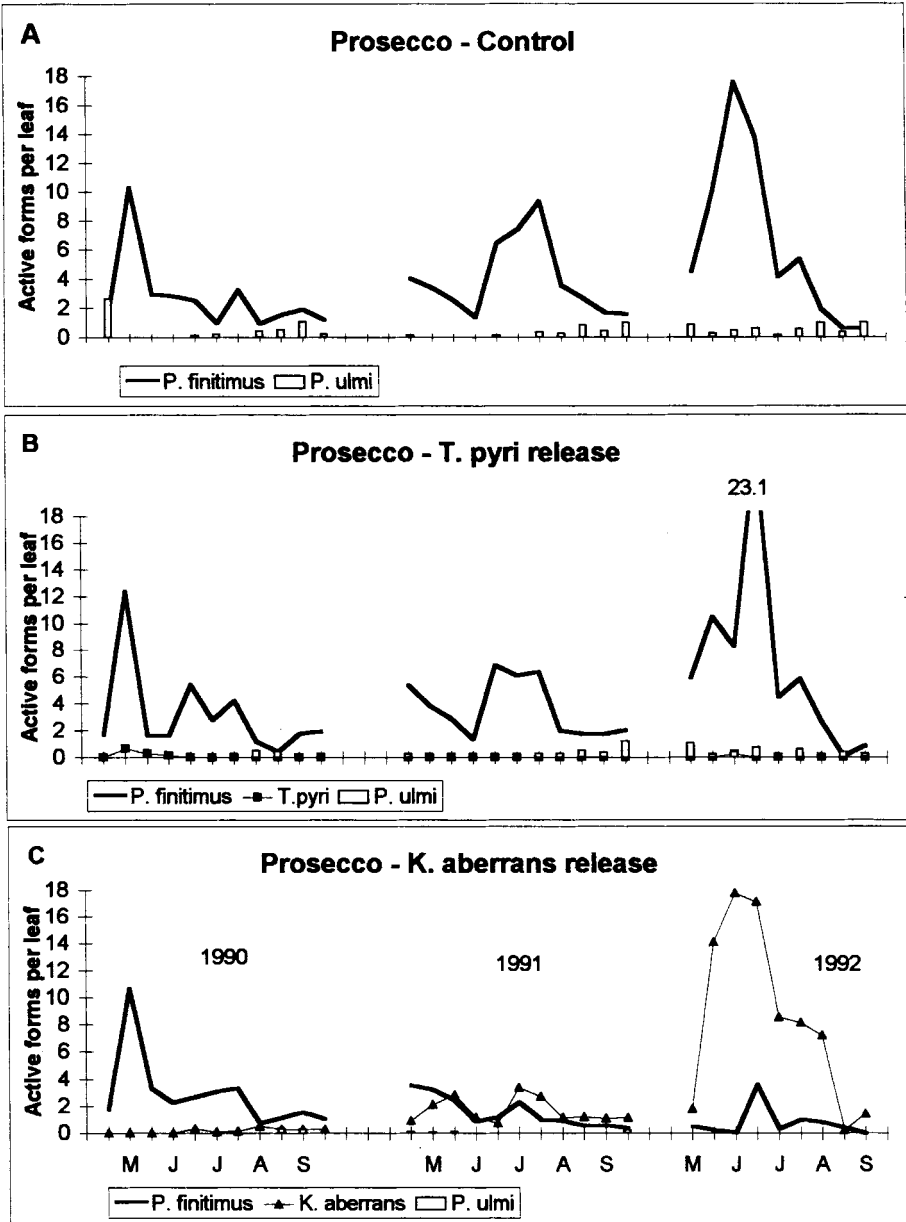 A
Prosecco - Control
Active forms per leaf
18
16
14
12
10
8
6
4
2
0
P. finitimus P. ulmi
B
Prosecco - T. pyri release
23.1
Active forms per leaf
18
16
14
12
10
8
6
4
2
0
P. finitimus T.pyri P. ulmi
C
Prosecco - K. aberrans release
1990 1991 1992
Active forms per leaf
18
16
14
12
10
8
6
4
2
0
M J J A S M J J A S M J J A S
P. finitimus K. aberrans P. ulmi